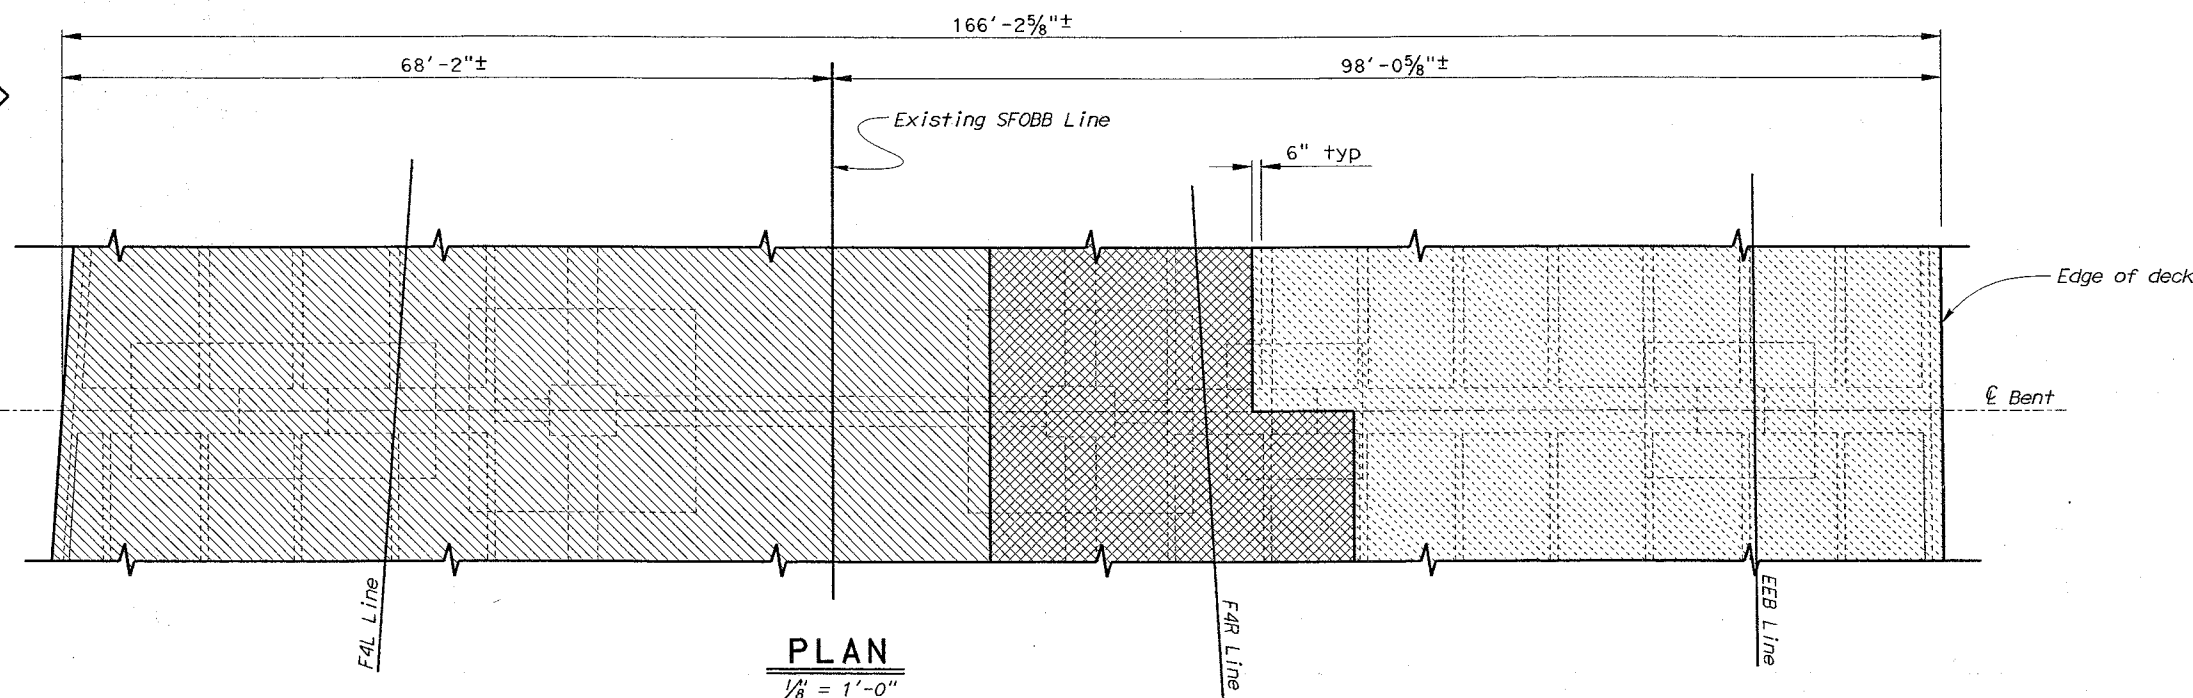 166'-2⅝"±
68'-2"±
98'-0⅝"±
Existing SFOBB Line
6" typ
Edge of deck
℄ Bent
F4L Line
F4R Line
EEB Line
PLAN
⅛" = 1'-0"